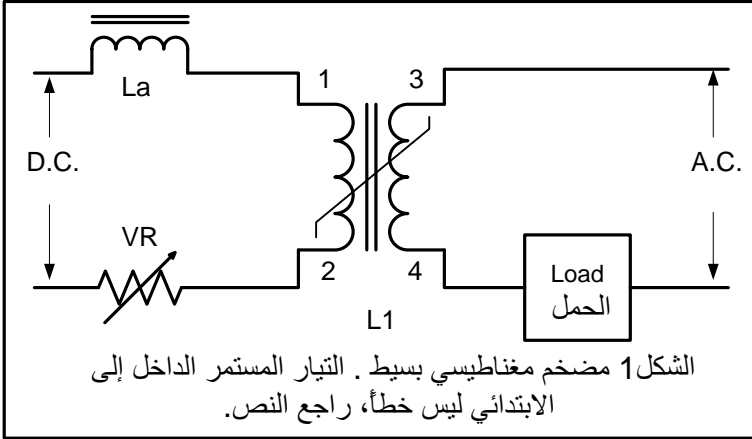 La
1
3
D.C.
A.C.
VR
2
4
Load
الحمل
L1
الشكل1 مضخم مغناطيسي بسيط . التيار المستمر الداخل إلى
الابتدائي ليس خطأً، راجع النص.